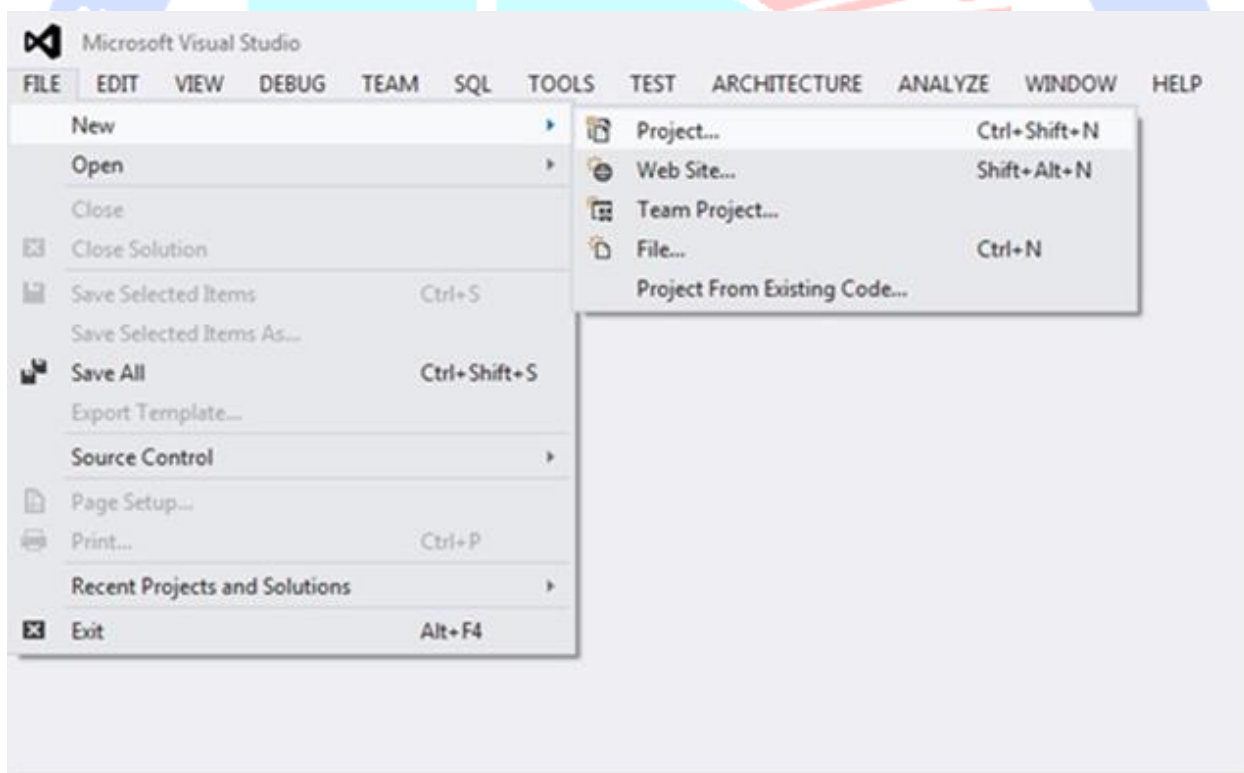 Microsoft Visual Studio
FILE EDIT VIEW DEBUG TEAM SQL TOOLS TEST ARCHITECTURE ANALYZE WINDOW HELP
New
Open
Close
Close Solution
Save Selected Items Ctrl+S
Save Selected Items As...
Save All Ctrl+Shift+S
Export Template...
Source Control
Page Setup...
Print... Ctrl+P
Recent Projects and Solutions
Exit Alt+F4
Project... Ctrl+Shift+N
Web Site... Shift+Alt+N
Team Project...
File... Ctrl+N
Project From Existing Code...